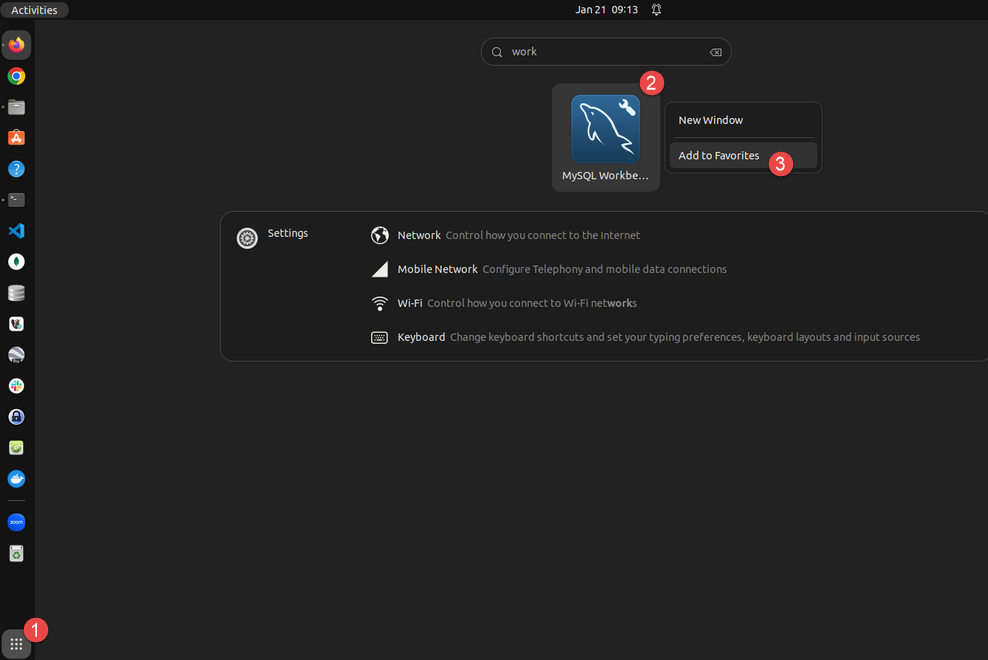 Activities
Jan 21 09:13
work
2
MySQL Workbe...
New Window
Add to Favorites
3
Settings
Network Control how you connect to the Internet
Mobile Network Configure Telephony and mobile data connections
Wi-Fi Control how you connect to Wi-Fi networks
Keyboard Change keyboard shortcuts and set your typing preferences, keyboard layouts and input sources
?
zoom
1